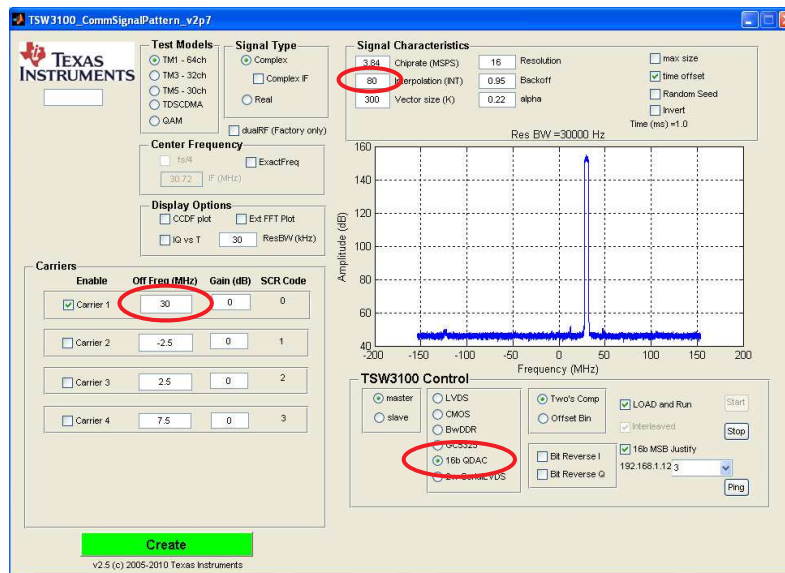 TSW3100_CommSignalPattern_v2p7
TEXAS
INSTRUMENTS
Test Models
TM1 - 64ch
TM3 - 32ch
TM5 - 30ch
TDSCDMA
QAM
Signal Type
Complex
Complex IF
Real
dualRF (Factory only)
Center Frequency
fs/4
ExactFreq
30.72 IF (MHz)
Display Options
CCDF plot
Ext FFT Plot
IQ vs T
30 ResBW (kHz)
Signal Characteristics
3.84 Chiprate (MSPS)
16 Resolution
max size
80 Interpolation (INT)
0.95 Backoff
time offset
300 Vector size (K)
0.22 alpha
Random Seed
Invert
Time (ms) =1.0
Res BW =30000 Hz
160
140
120
100
80
60
40
Amplitude (dB)
-200 -150 -100 -50 0 50 100 150 200
Frequency (MHz)
Carriers
Enable Off Freq (MHz) Gain (dB) SCR Code
Carrier 1 30 0 0
Carrier 2 -2.5 0 1
Carrier 3 2.5 0 2
Carrier 4 7.5 0 3
TSW3100 Control
master
slave
LVDS
CMOS
BwDDR
GC5325
16b QDAC
Two's Comp
Offset Bin
Bit Reverse I
Bit Reverse Q
LOAD and Run
Interleaved
16b MSB Justify
192.168.1.12 3
Start
Stop
Ping
Create
v2.5 (c) 2005-2010 Texas Instruments